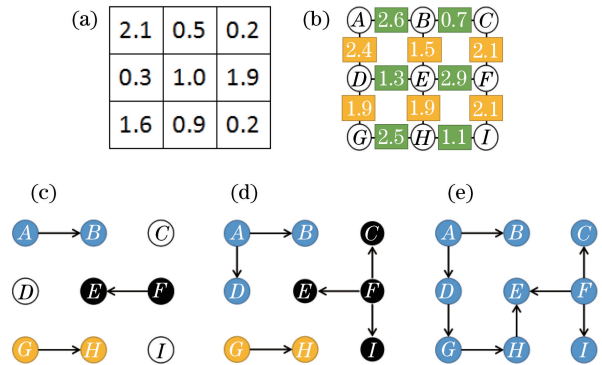 (a)
2.1 0.5 0.2
0.3 1.0 1.9
1.6 0.9 0.2
(b)
A 2.6 B 0.7 C
2.4 1.5 2.1
D 1.3 E 2.9 F
1.9 1.9 2.1
G 2.5 H 1.1 I
(c)
A B C
D E F
G H I
(d)
A B C
D E F
G H I
(e)
A B C
D E F
G H I